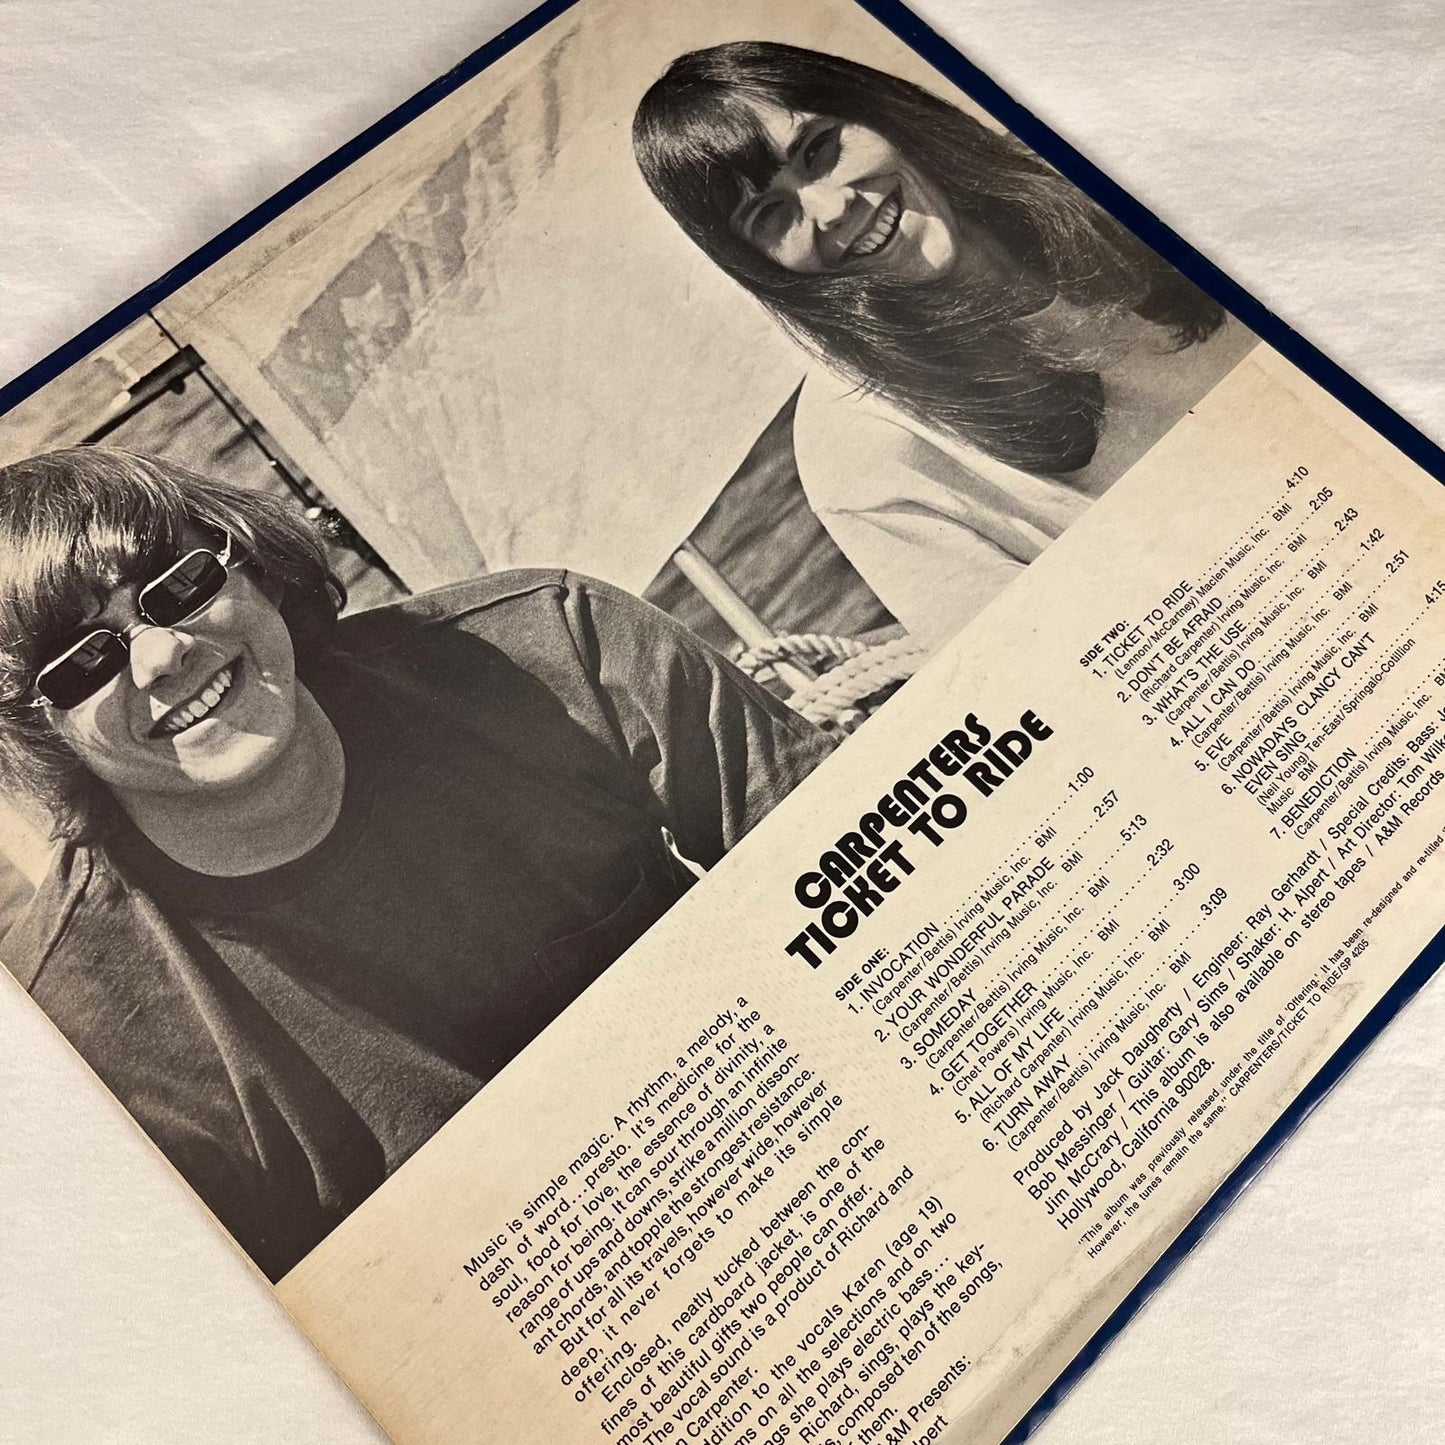 CARPENTERS
TICKET TO RIDE
SIDE ONE:
1. INVOCATION 1:00
(Carpenter/Bettis) Irving Music, Inc. BMI
2. YOUR WONDERFUL PARADE 2:57
(Carpenter/Bettis) Irving Music, Inc. BMI
3. SOMEDAY 5:13
(Carpenter/Bettis) Irving Music, Inc. BMI
4. GET TOGETHER 2:32
(Chet Powers) Irving Music, Inc. BMI
5. ALL OF MY LIFE 3:00
(Richard Carpenter) Irving Music, Inc. BMI
6. TURN AWAY 3:09
(Carpenter/Bettis) Irving Music, Inc. BMI
SIDE TWO:
1. TICKET TO RIDE 4:10
(Lennon/McCartney) Maclen Music, Inc. BMI
2. DON'T BE AFRAID 2:05
(Richard Carpenter) Irving Music, Inc. BMI
3. WHAT'S THE USE 2:43
(Carpenter/Bettis) Irving Music, Inc. BMI
4. ALL I CAN DO 1:42
(Carpenter/Bettis) Irving Music, Inc. BMI
5. EVE 2:51
(Carpenter/Bettis) Irving Music, Inc. BMI
6. NOWADAYS CLANCY CAN'T
EVEN SING 4:15
(Neil Young) Ten-East/Springalo-Cotillion
Music BMI
7. BENEDICTION
(Carpenter/Bettis) Irving Music, Inc.
Produced by Jack Daugherty / Engineer: Ray Gerhardt / Special Credits: Bass:
Bob Messinger / Guitar: Gary Sims / Shaker: H. Alpert / Art Director: Tom
Jim McCrary / This album is also available on stereo tapes / A&M Records
Hollywood, California 90028.
"This album was previously released under the title of 'Offering.' It has been re-designed and re-titled
However, the tunes remain the same." CARPENTERS/TICKET TO RIDE/SP 4205
Music is simple magic. A rhythm, a melody, a
dash of word...presto. It's medicine for the
soul, food for love, the essence of divinity, a
reason for being. It can soar through an infinite
range of ups and downs, strike a million disson-
ant chords, and topple the strongest resistance.
But for all its travels, however wide, however
deep, it never forgets to make its simple
offering.
Enclosed, neatly tucked between the con-
fines of this cardboard jacket, is one of the
most beautiful gifts two people can offer.
The vocal sound is a product of Richard and
Carpenter.
to the vocals Karen (age 19)
on all the selections and on two
she plays electric bass...
Richard, sings, plays the key-
composed ten of the songs,
them.
A&M Presents: